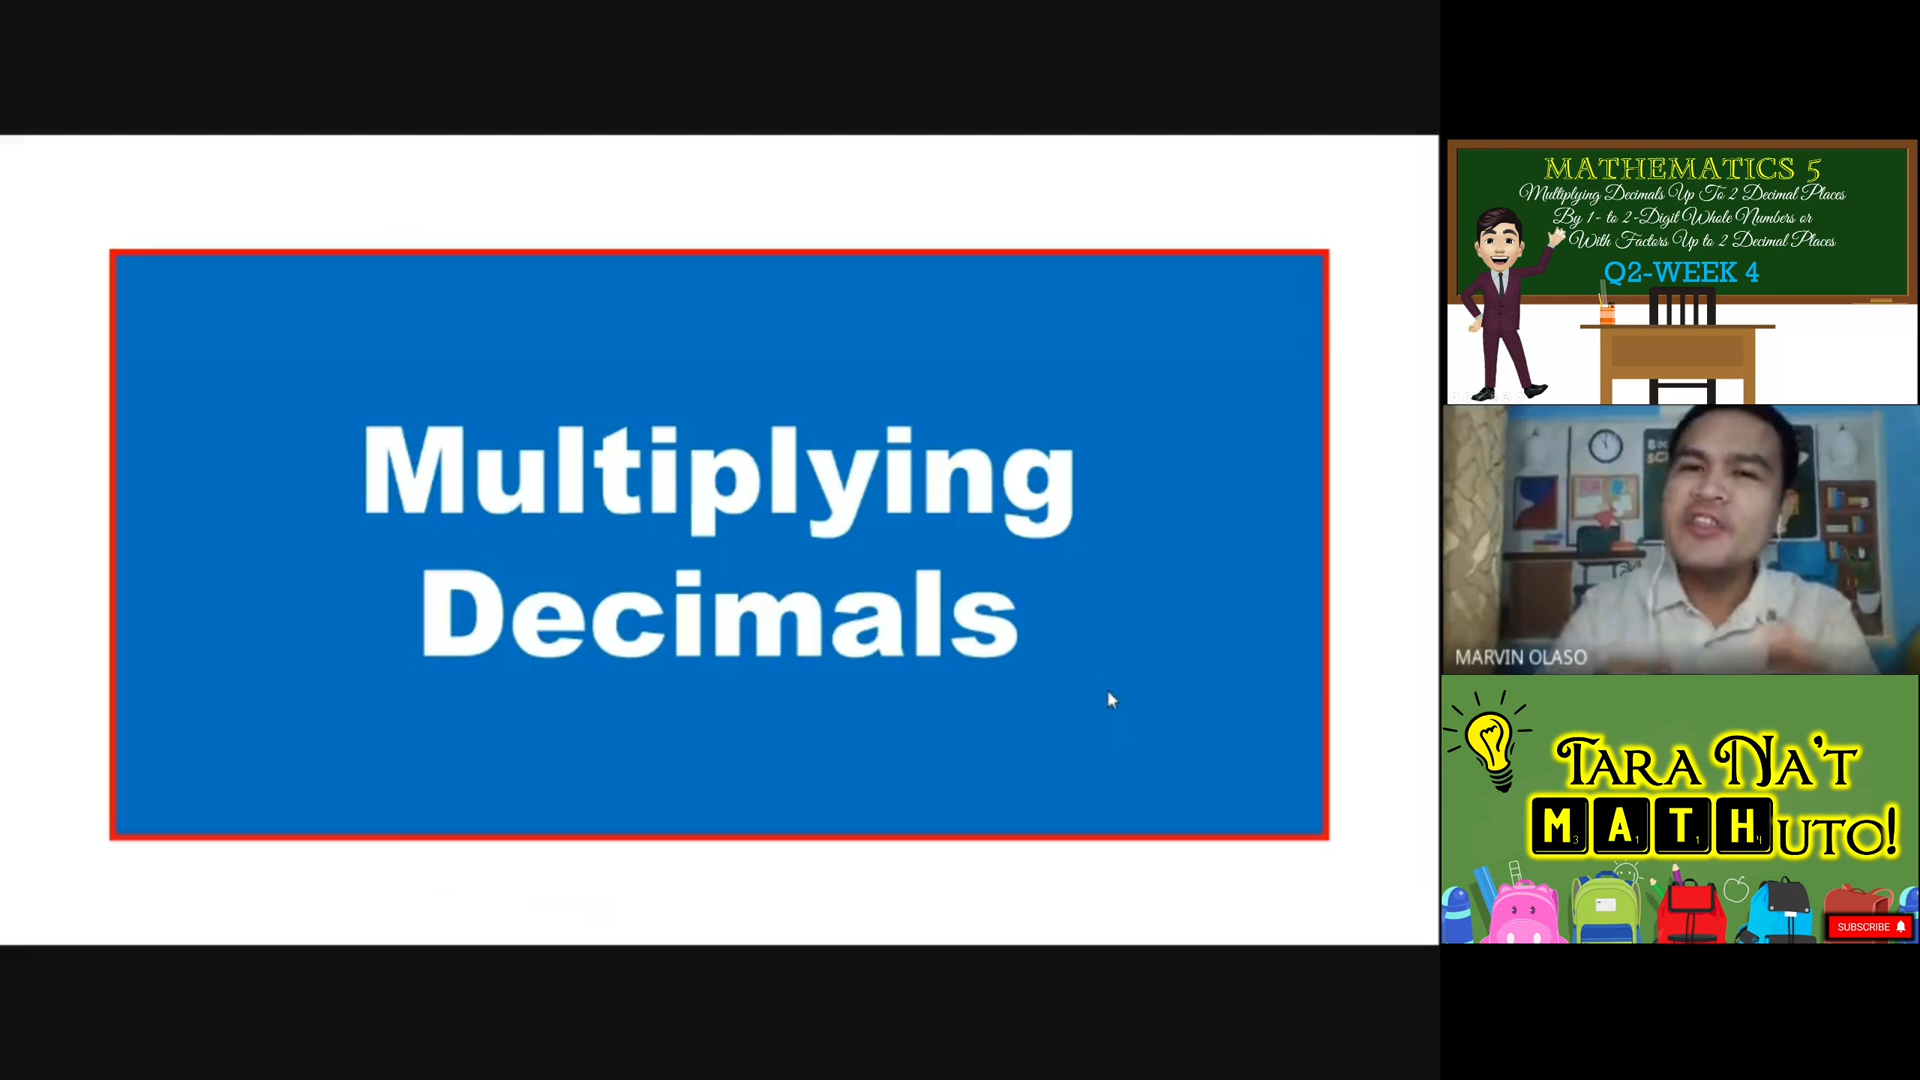 Multiplying
Decimals
MATHEMATICS 5
Multiplying Decimals Up To 2 Decimal Places
By 1- to 2-Digit Whole Numbers or
With Factors Up to 2 Decimal Places
Q2-WEEK 4
MARVIN OLASO
TARA NA'T
MATHUTO!
SUBSCRIBE